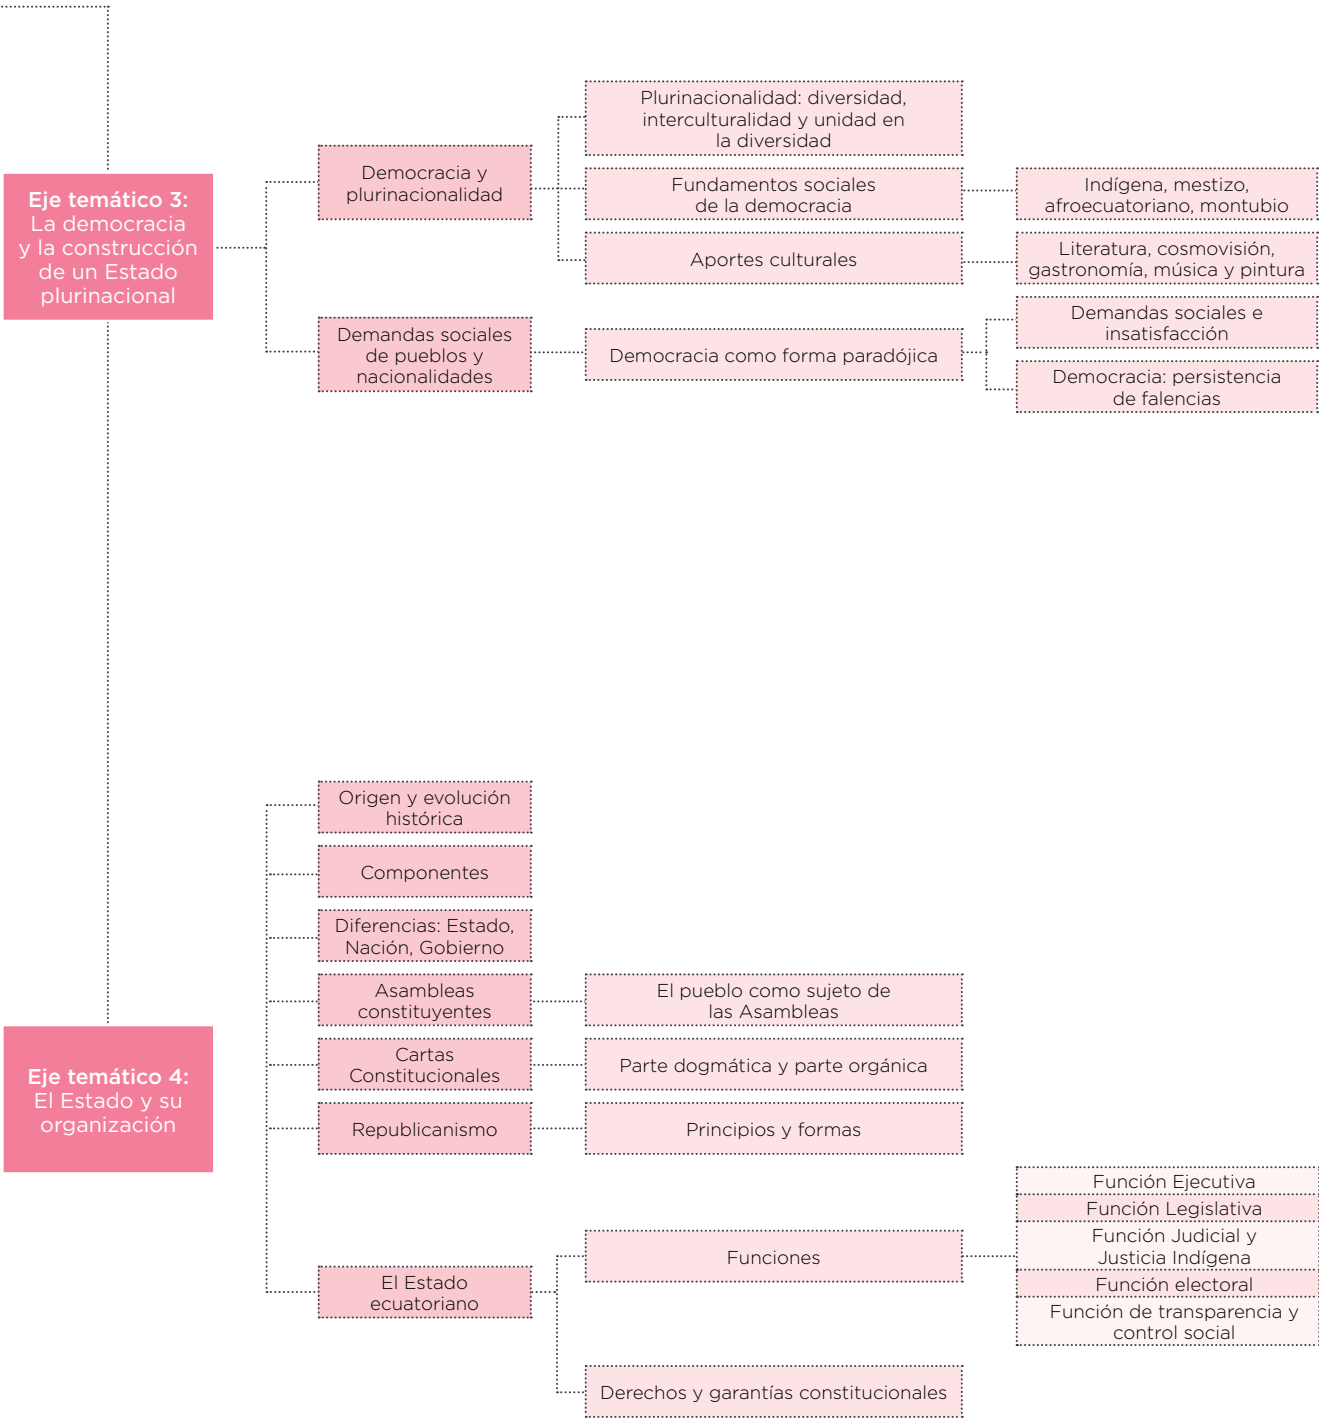 Eje temático 3:
La democracia
y la construcción
de un Estado
plurinacional
Democracia y
plurinacionalidad
Plurinacionalidad: diversidad,
interculturalidad y unidad en
la diversidad
Fundamentos sociales
de la democracia
Indígena, mestizo,
afroecuatoriano, montubio
Aportes culturales
Literatura, cosmovisión,
gastronomía, música y pintura
Demandas sociales
de pueblos y
nacionalidades
Democracia como forma paradójica
Demandas sociales e
insatisfacción
Democracia: persistencia
de falencias
Eje temático 4:
El Estado y su
organización
Origen y evolución
histórica
Componentes
Diferencias: Estado,
Nación, Gobierno
Asambleas
constituyentes
El pueblo como sujeto de
las Asambleas
Cartas
Constitucionales
Parte dogmática y parte orgánica
Republicanismo
Principios y formas
El Estado
ecuatoriano
Funciones
Función Ejecutiva
Función Legislativa
Función Judicial y
Justicia Indígena
Función electoral
Función de transparencia y
control social
Derechos y garantías constitucionales